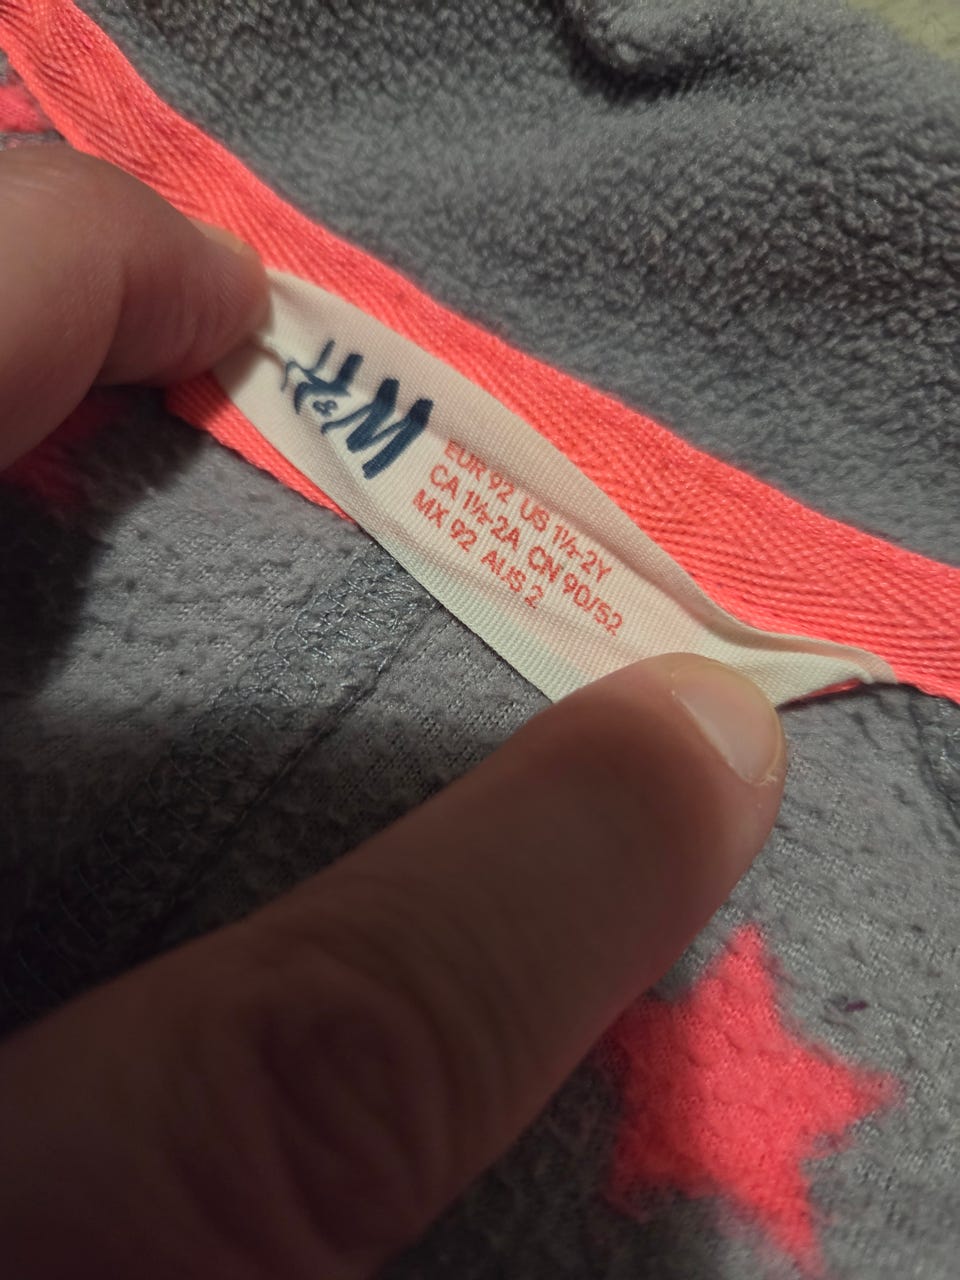 H&M
EUR 92 US 1½-2Y
CA 1½-2A CN 90/52
MX 92 AUS 2